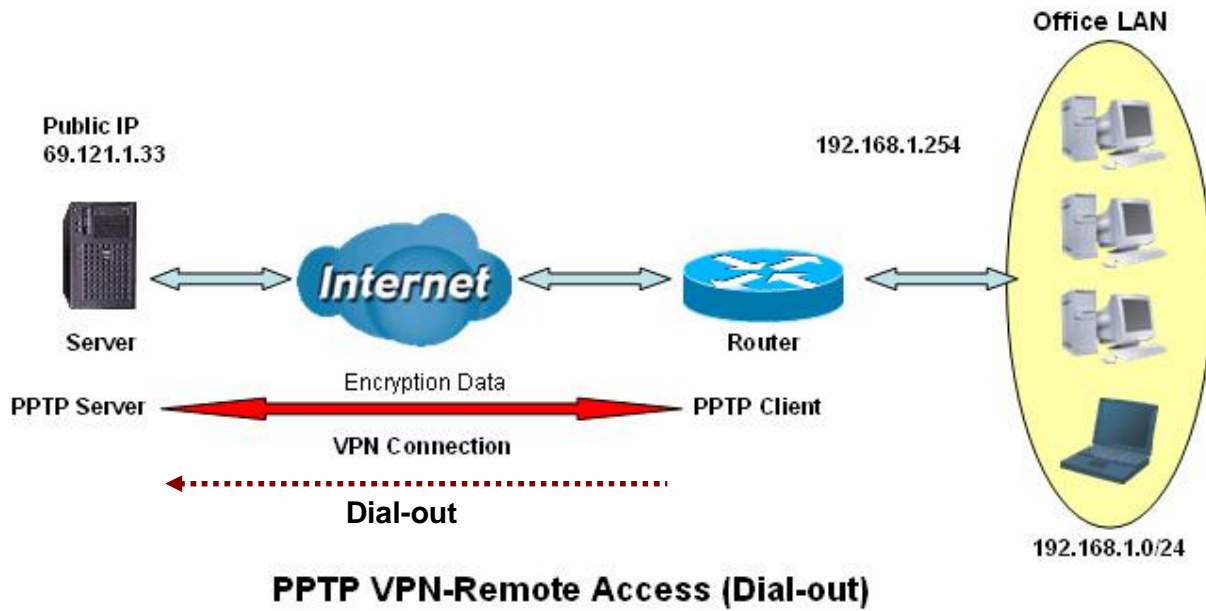 Office LAN
Public IP
69.121.1.33
192.168.1.254
Internet
Server
Router
Encryption Data
PPTP Server
PPTP Client
VPN Connection
Dial-out
192.168.1.0/24
PPTP VPN-Remote Access (Dial-out)